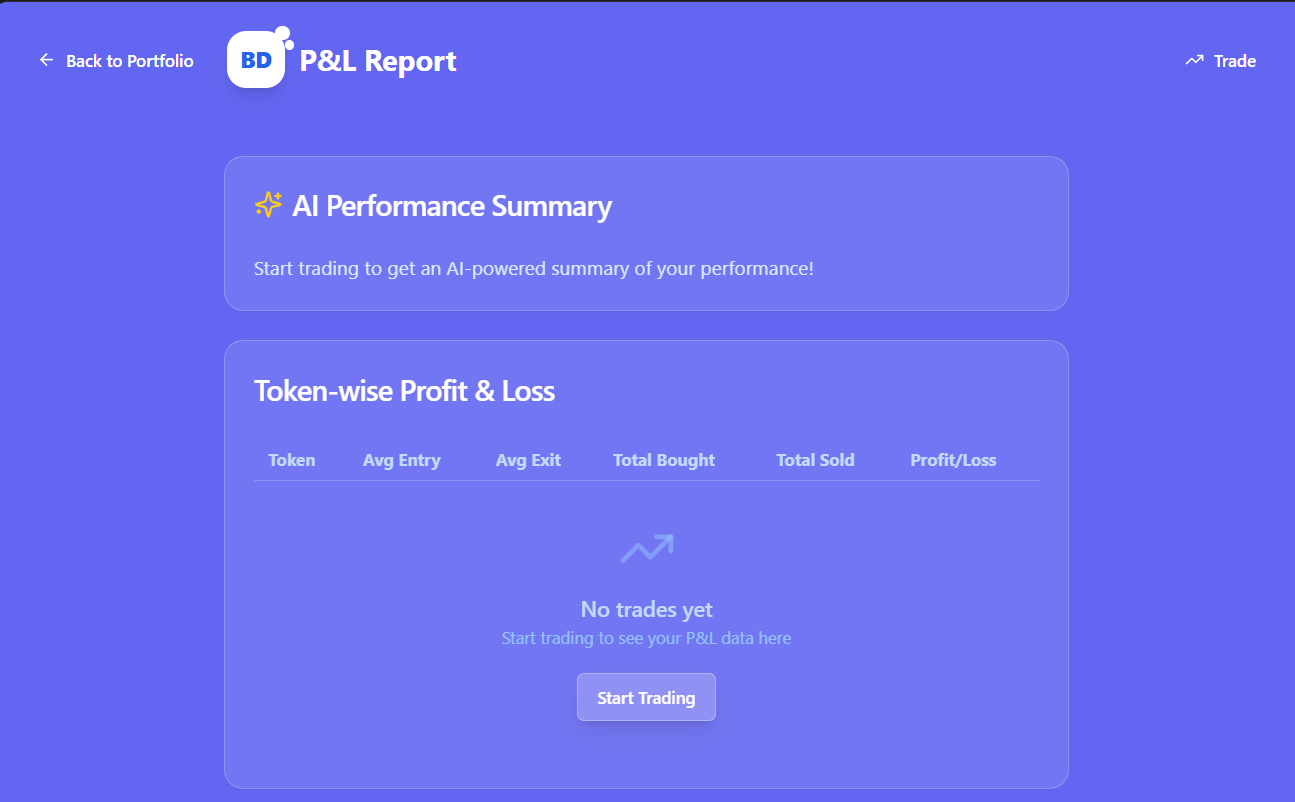 Back to Portfolio
BD
P&L Report
Trade
AI Performance Summary
Start trading to get an AI-powered summary of your performance!
Token-wise Profit & Loss
Token Avg Entry Avg Exit Total Bought Total Sold Profit/Loss
No trades yet
Start trading to see your P&L data here
Start Trading